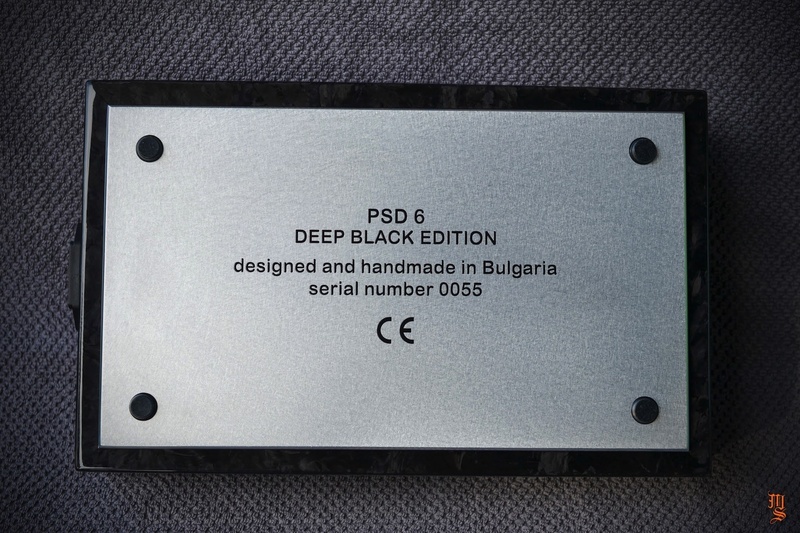 PSD 6
DEEP BLACK EDITION
designed and handmade in Bulgaria
serial number 0055
CE